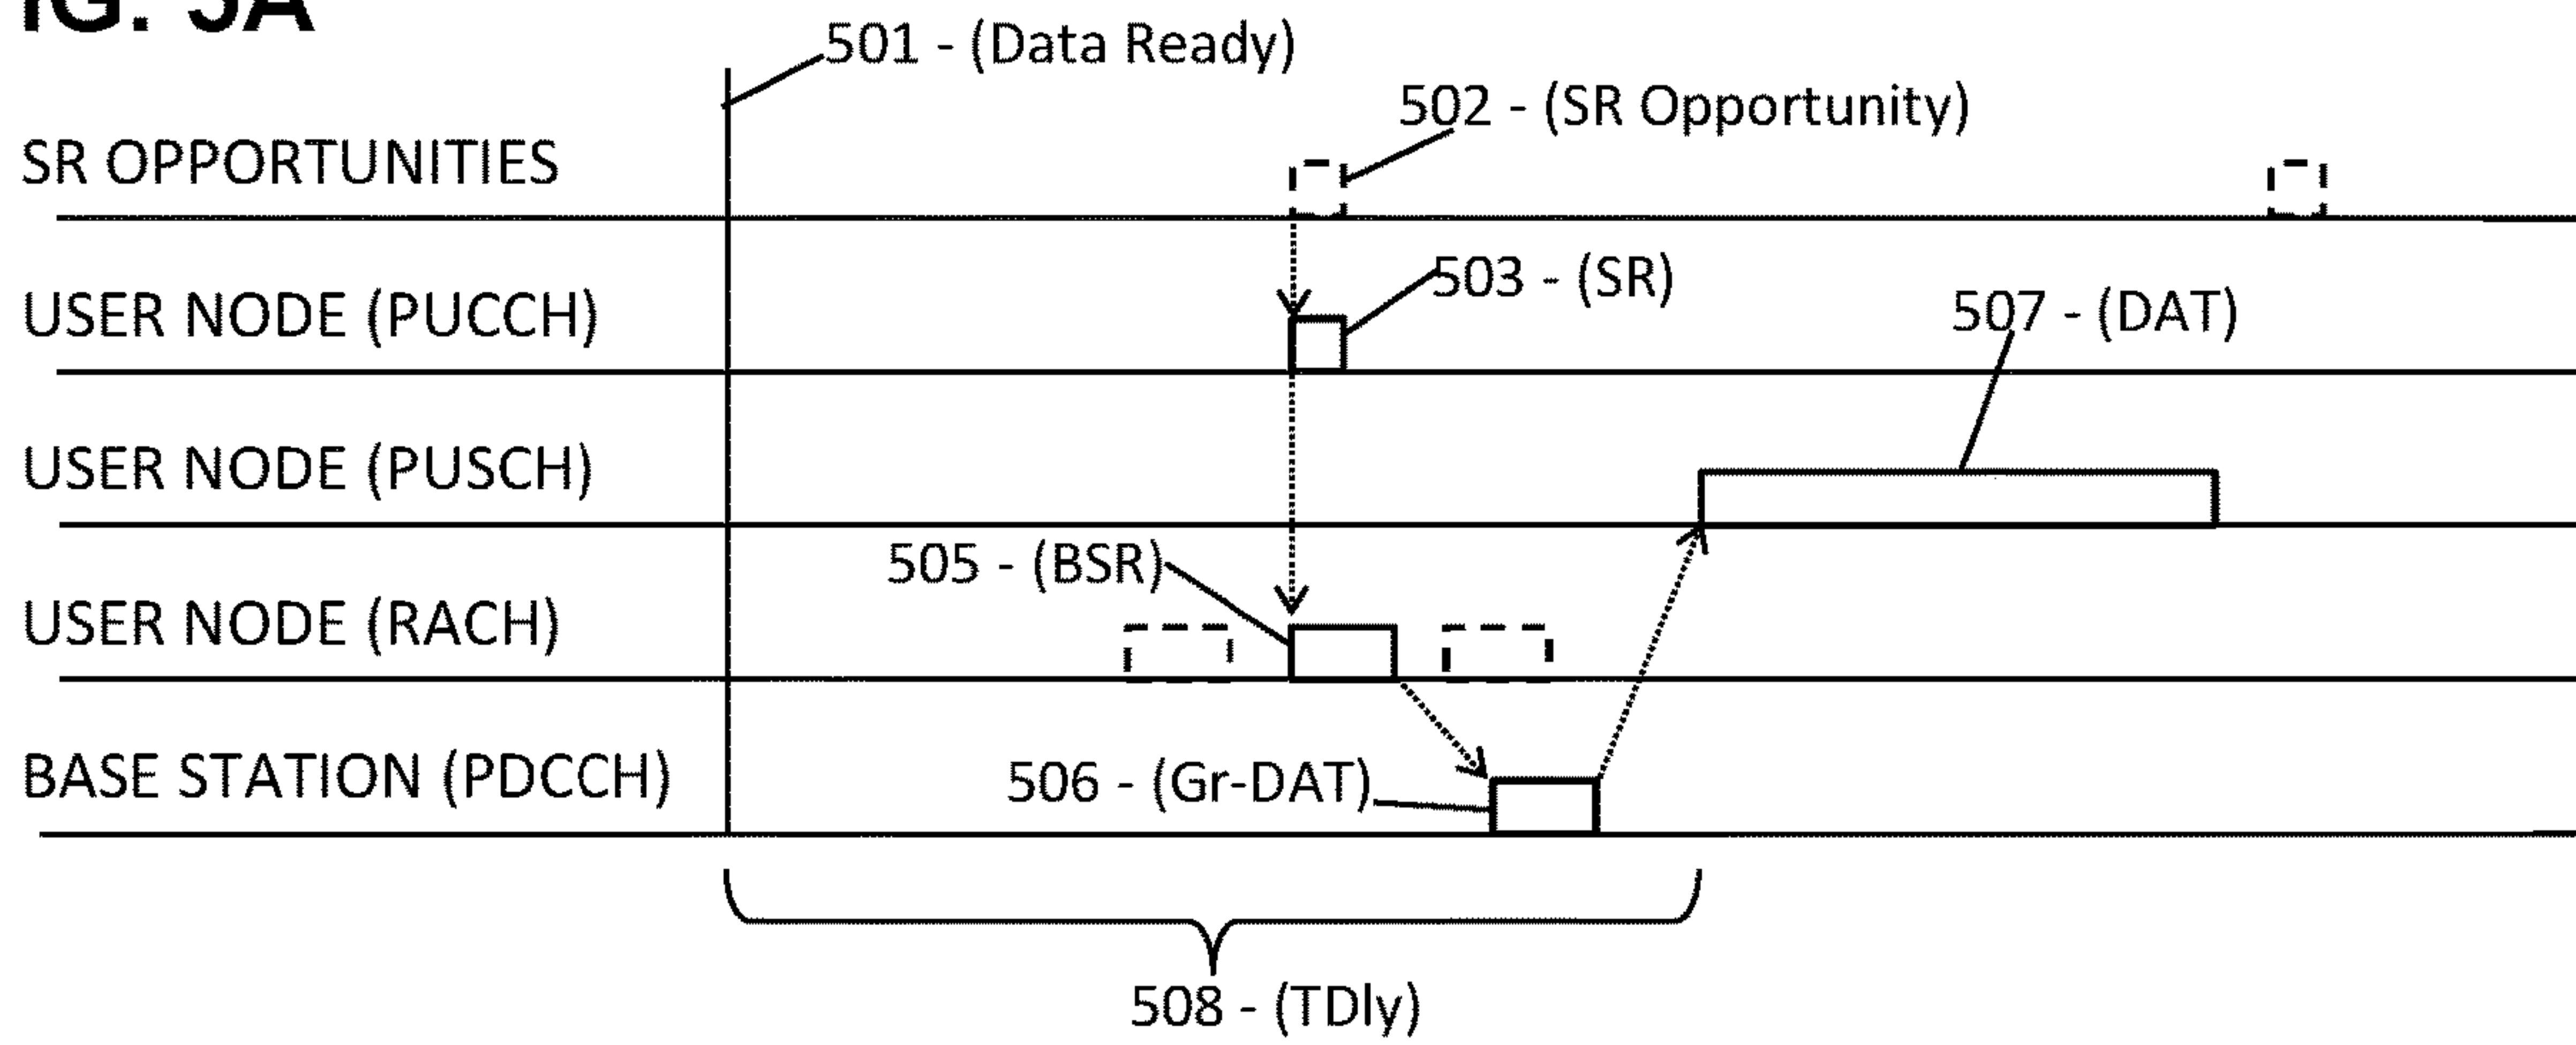 IG. 5A
501 - (Data Ready)
502 - (SR Opportunity)
SR OPPORTUNITIES
503 - (SR)
USER NODE (PUCCH)
507 - (DAT)
USER NODE (PUSCH)
505 - (BSR)
USER NODE (RACH)
BASE STATION (PDCCH)
506 - (Gr-DAT)
508 - (TDly)